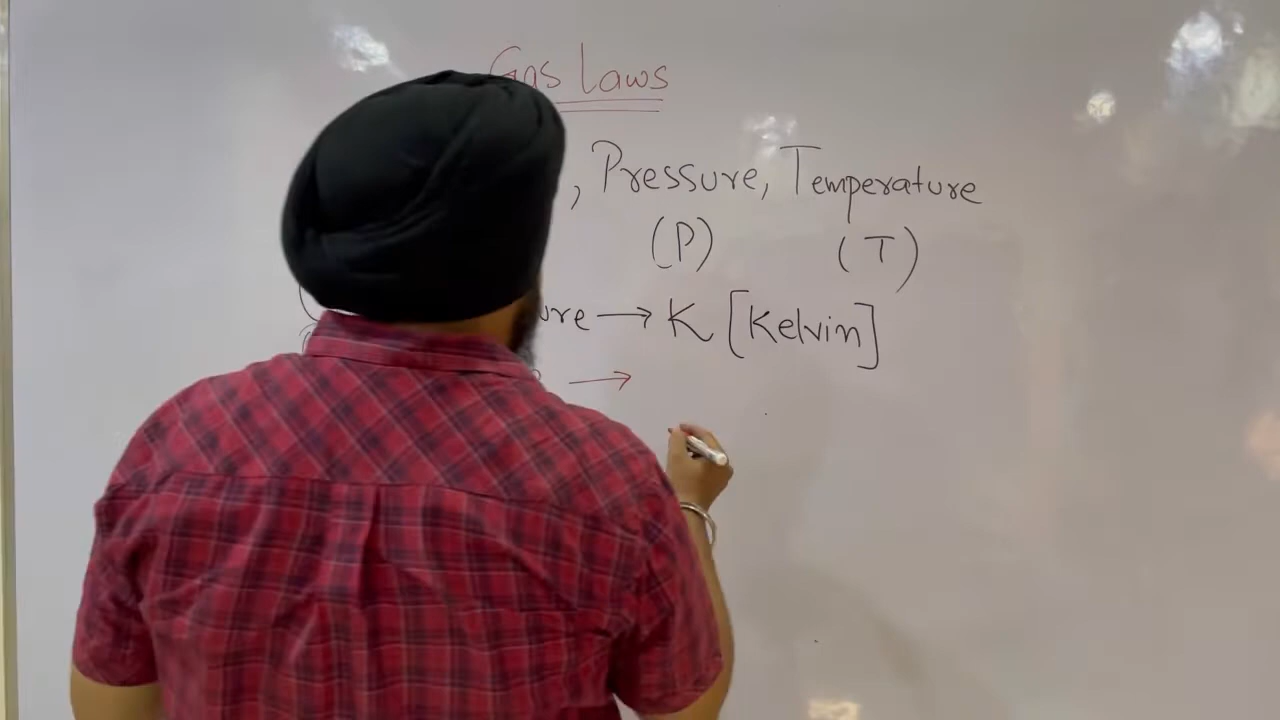 Gas Laws
, Pressure, Temperature
(P) (T)
ure → K [Kelvin]
→